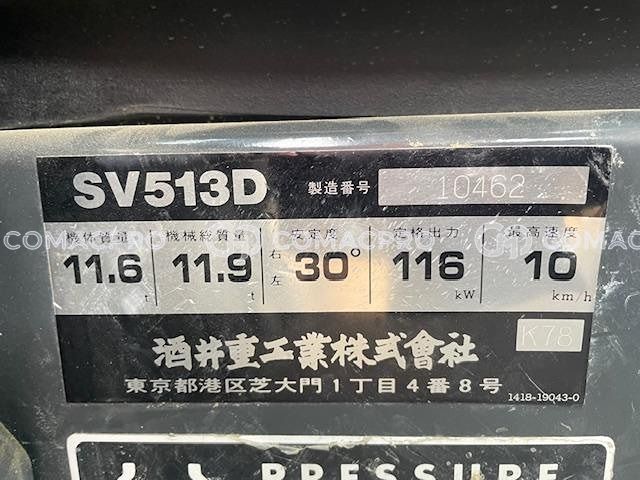 SV513D 製造番号 10462
機体質量 機械総質量 安定度 定格出力 最高速度
11.6 t 11.9 t 右左 30° 116 kW 10 km/h
K78
酒井重工業株式會社
東京都港区芝大門1丁目4番8号
1418-19043-0
PRESSURE
COMACPRO COMACPRO COMACPRO